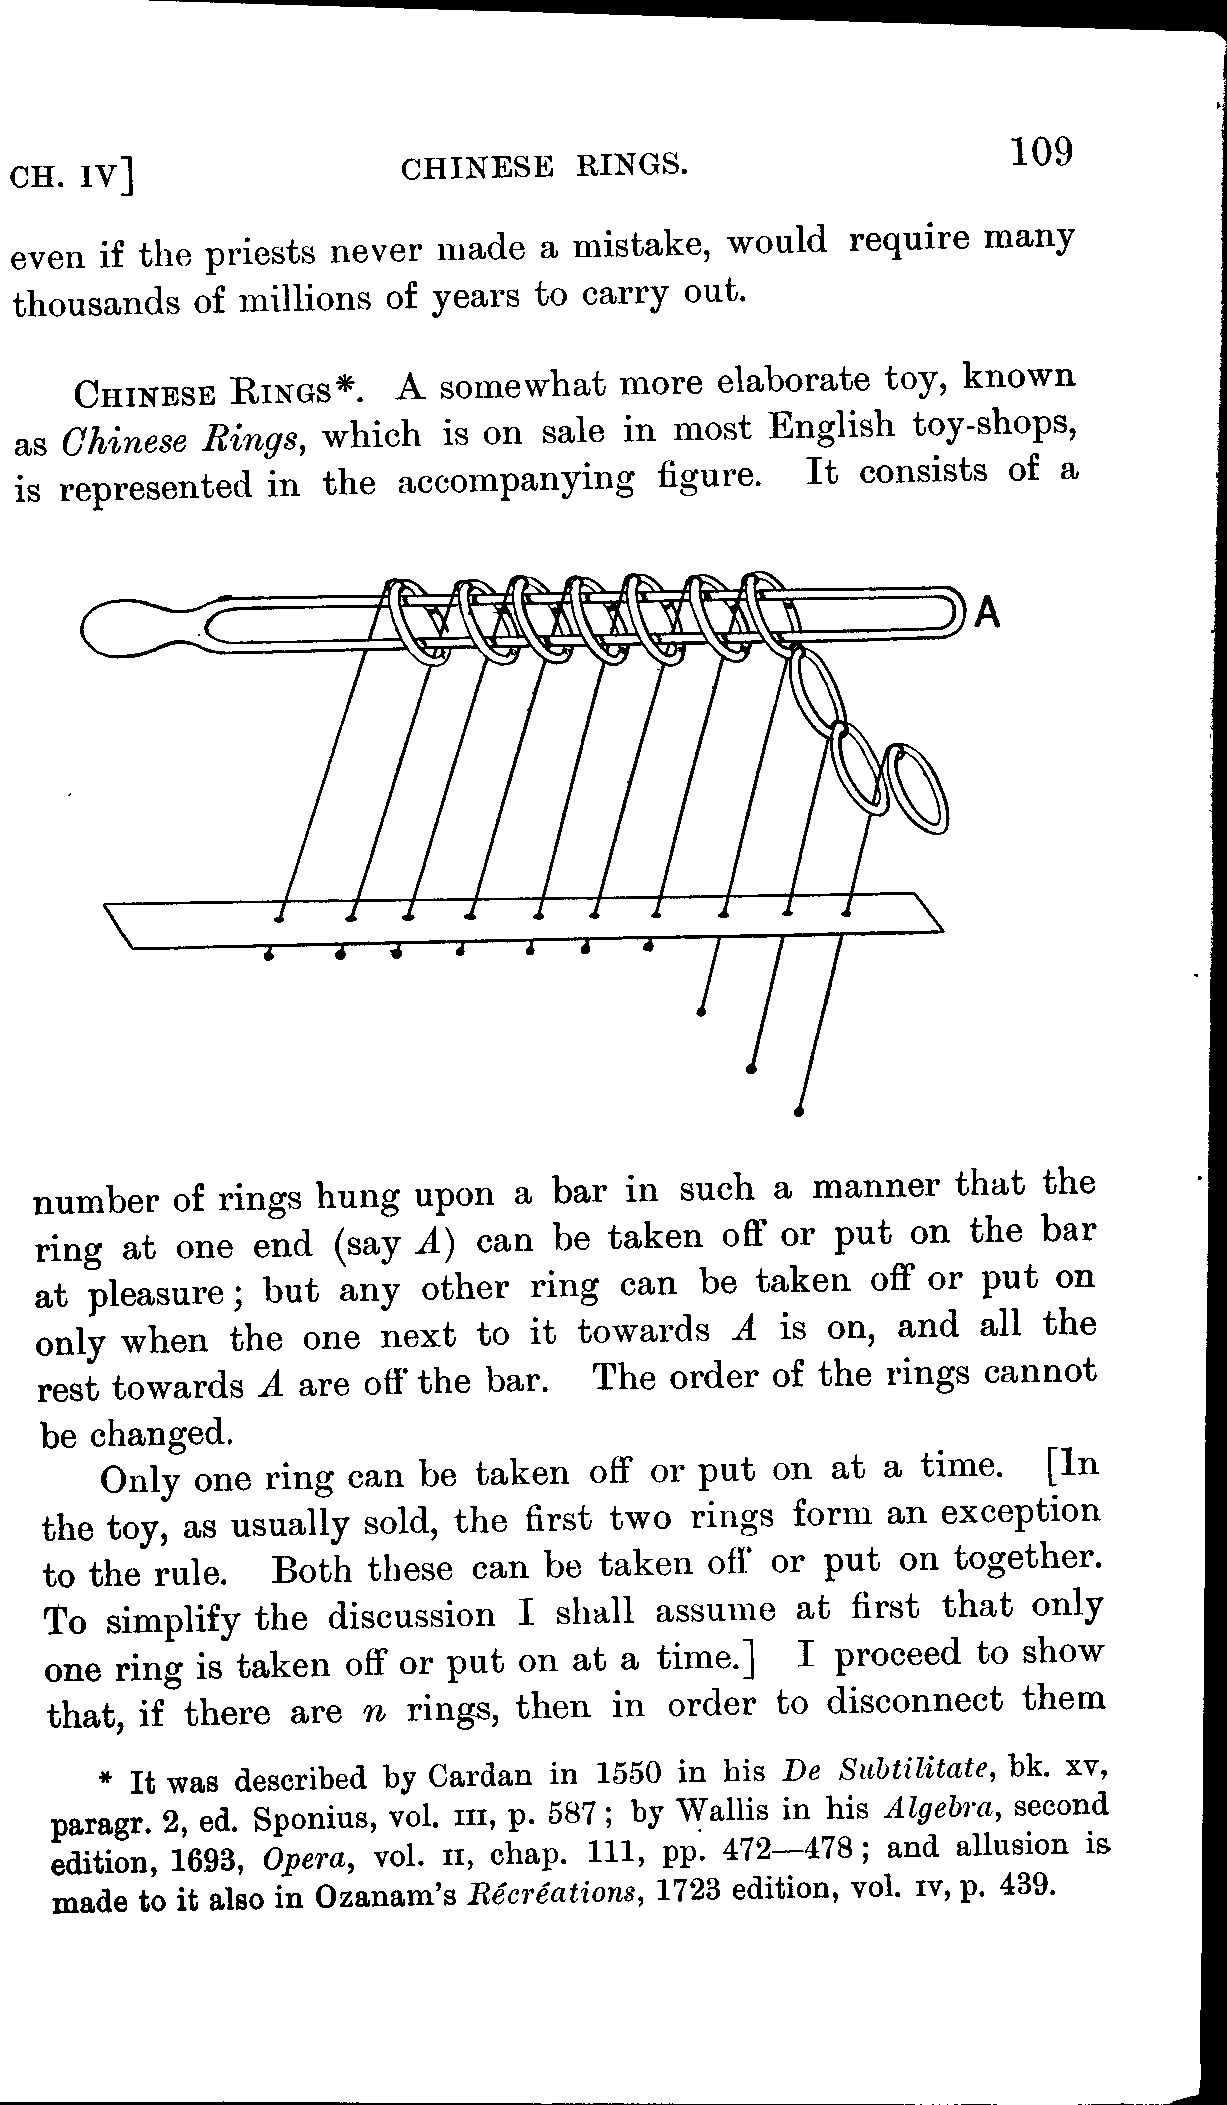 CH. IV] CHINESE RINGS. 109
even if the priests never made a mistake, would require many
thousands of millions of years to carry out.
CHINESE RINGS*. A somewhat more elaborate toy, known
as Chinese Rings, which is on sale in most English toy-shops,
is represented in the accompanying figure. It consists of a
A
number of rings hung upon a bar in such a manner that the
ring at one end (say A) can be taken off or put on the bar
at pleasure; but any other ring can be taken off or put on
only when the one next to it towards A is on, and all the
rest towards A are off the bar. The order of the rings cannot
be changed.
Only one ring can be taken off or put on at a time. [In
the toy, as usually sold, the first two rings form an exception
to the rule. Both these can be taken off or put on together.
To simplify the discussion I shall assume at first that only
one ring is taken off or put on at a time.] I proceed to show
that, if there are n rings, then in order to disconnect them
* It was described by Cardan in 1550 in his De Subtilitate, bk. xv,
paragr. 2, ed. Sponius, vol. III, p. 587; by Wallis in his Algebra, second
edition, 1693, Opera, vol. II, chap. 111, pp. 472—478; and allusion is
made to it also in Ozanam's Récréations, 1723 edition, vol. IV, p. 439.